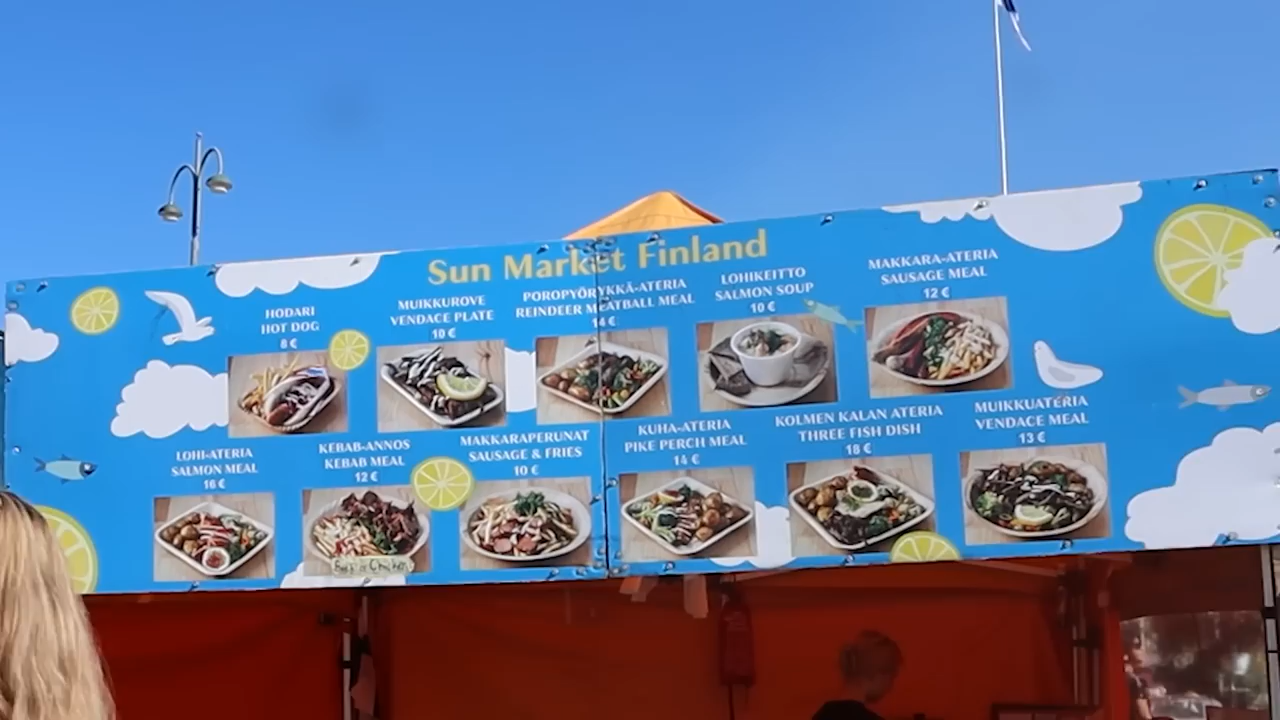 Sun Market Finland
HODARI
HOT DOG
8 €
MUIKKUROVE
VENDACE PLATE
10 €
POROPYÖRYKKÄ-ATERIA
REINDEER MEATBALL MEAL
14 €
LOHIKEITTO
SALMON SOUP
10 €
MAKKARA-ATERIA
SAUSAGE MEAL
12 €
LOHI-ATERIA
SALMON MEAL
16 €
KEBAB-ANNOS
KEBAB MEAL
12 €
MAKKARAPERUNAT
SAUSAGE & FRIES
10 €
KUHA-ATERIA
PIKE PERCH MEAL
14 €
KOLMEN KALAN ATERIA
THREE FISH DISH
18 €
MUIKKUATERIA
VENDACE MEAL
13 €
Chicken